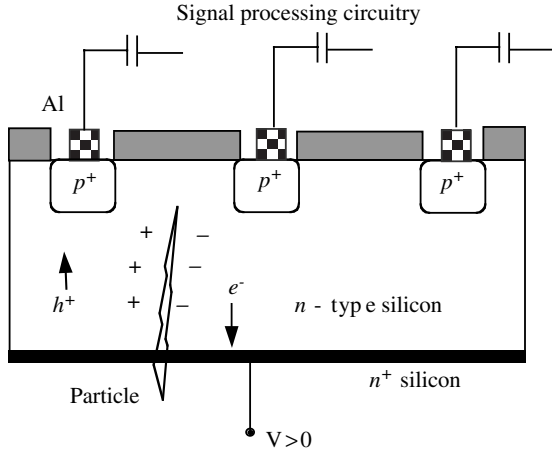 Signal processing circuitry
Al
p+ p+ p+
+ –
+ –
+ –
h+
e-
n - typ e silicon
Particle
n+ silicon
V>0